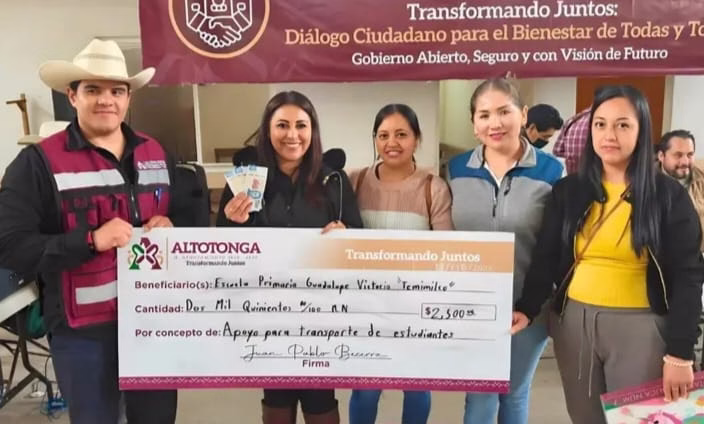 Transformando Juntos:
Diálogo Ciudadano para el Bienestar de Todas y To
Gobierno Abierto, Seguro y con Visión de Futuro
ALTOTONGA
Transformando Juntos
Transformando Juntos
Beneficiario(s): Escuela Primaria Guadalupe Victoria "Temimilco"
Cantidad: Dos Mil Quinientos 00/100 M.N $2,500
Por concepto de: Apoyo para transporte de estudiantes
Juan Pablo Becerra
Firma